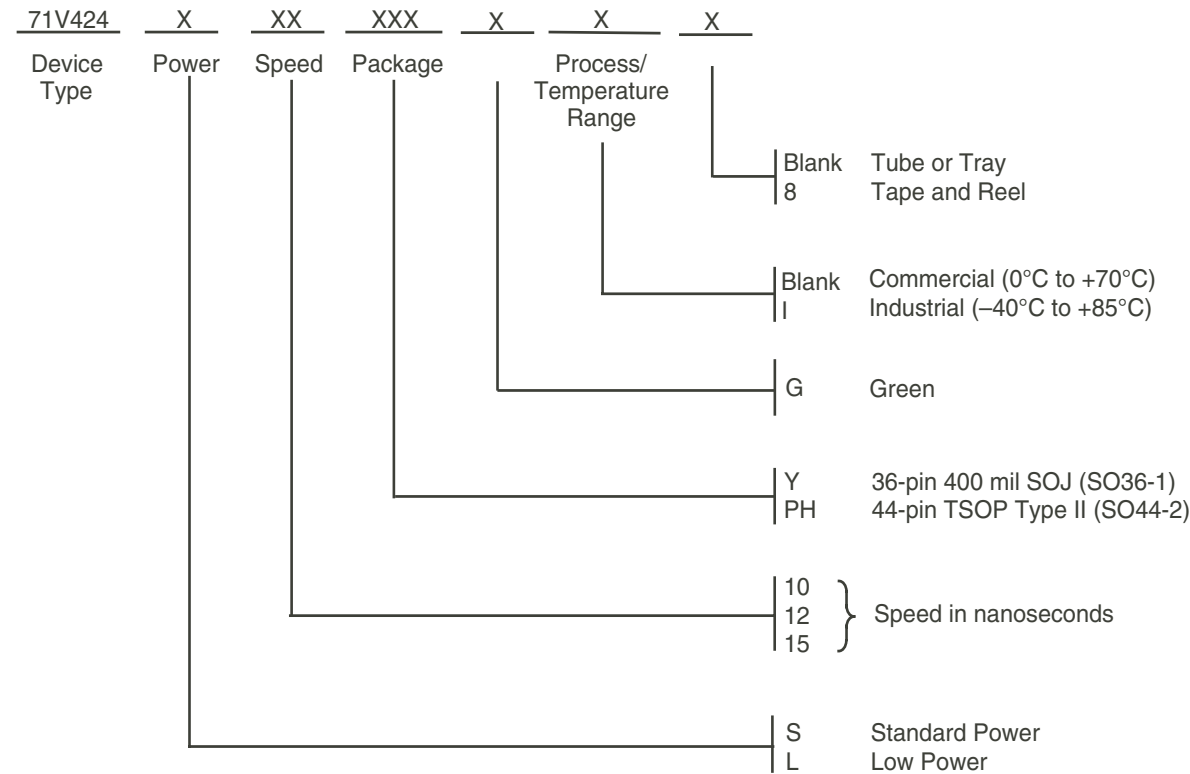 71V424 X XX XXX X X X
Device Type Power Speed Package Process/ Temperature Range
Blank Tube or Tray
8 Tape and Reel
Blank Commercial (0°C to +70°C)
I Industrial (–40°C to +85°C)
G Green
Y 36-pin 400 mil SOJ (SO36-1)
PH 44-pin TSOP Type II (SO44-2)
10
12 Speed in nanoseconds
15
S Standard Power
L Low Power